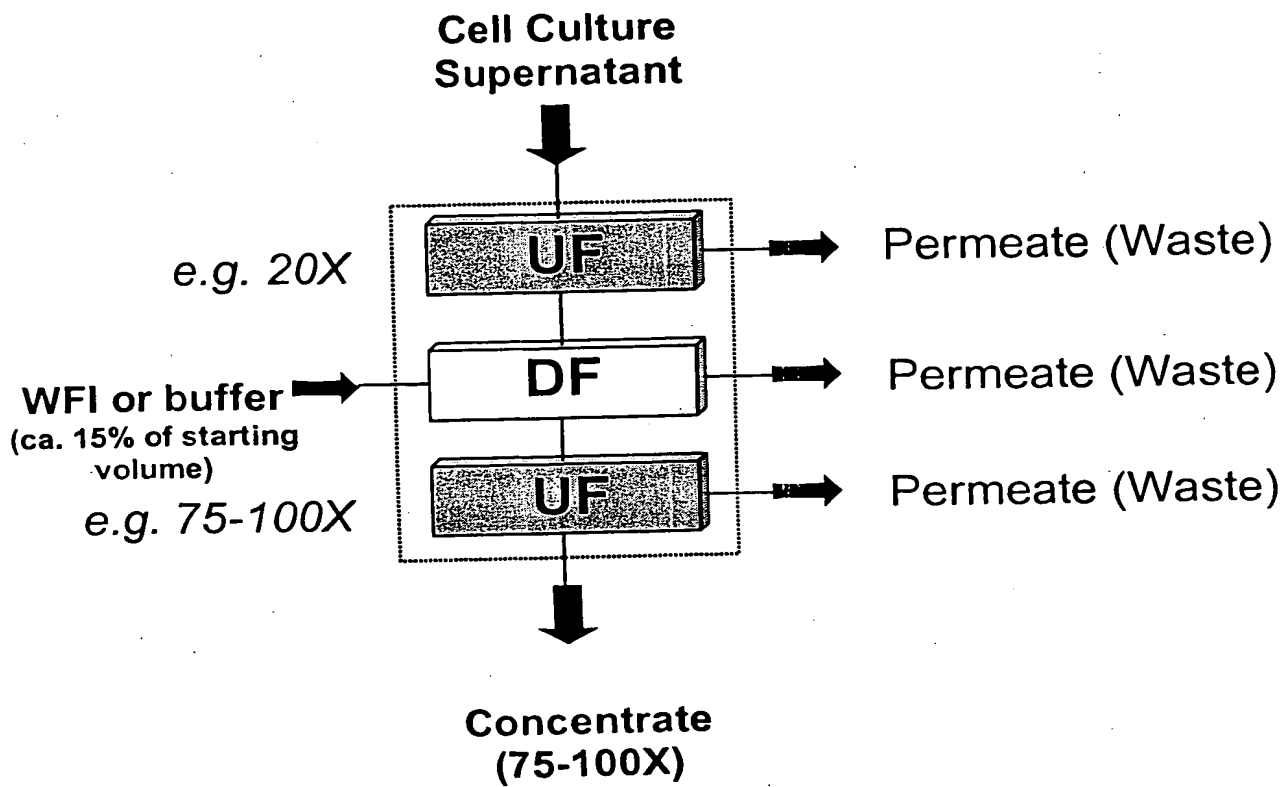 Cell Culture
Supernatant
UF
Permeate (Waste)
e.g. 20X
DF
Permeate (Waste)
WFI or buffer
(ca. 15% of starting
volume)
UF
Permeate (Waste)
e.g. 75-100X
Concentrate
(75-100X)